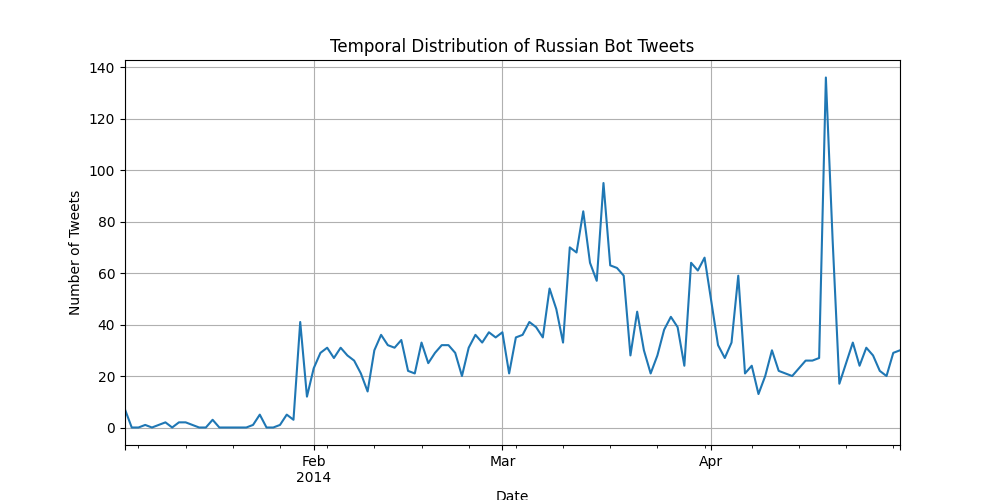 Temporal Distribution of Russian Bot Tweets
140
120
100
80
60
40
20
0
Number of Tweets
Feb
2014
Mar
Apr
Date